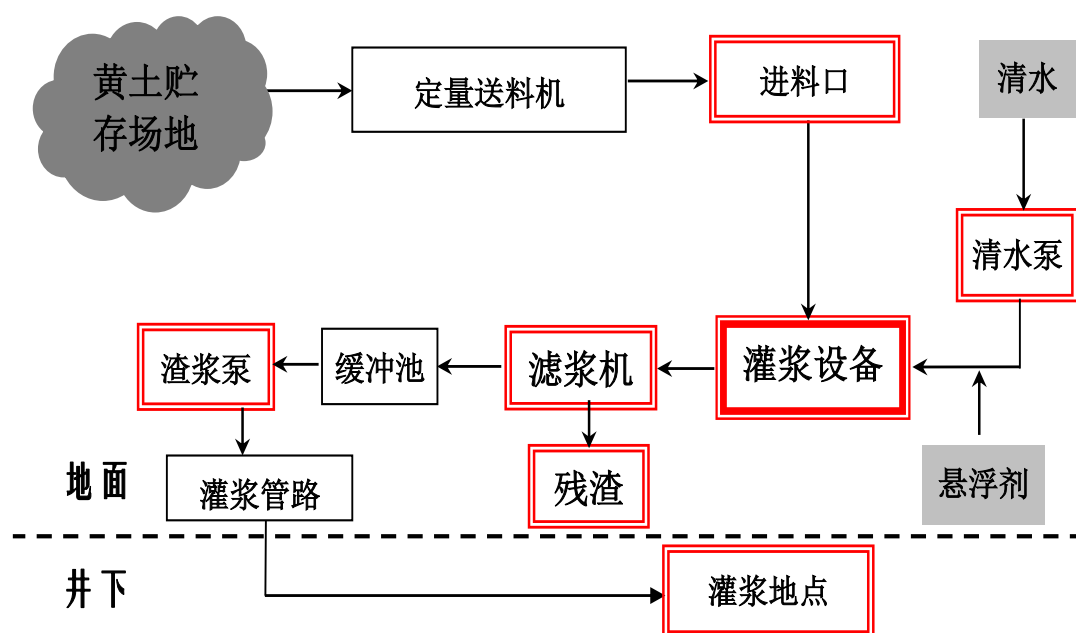 黄土贮
存场地
定量送料机
进料口
清水
清水泵
灌浆设备
滤浆机
缓冲池
渣浆泵
残渣
悬浮剂
地面
灌浆管路
井下
灌浆地点